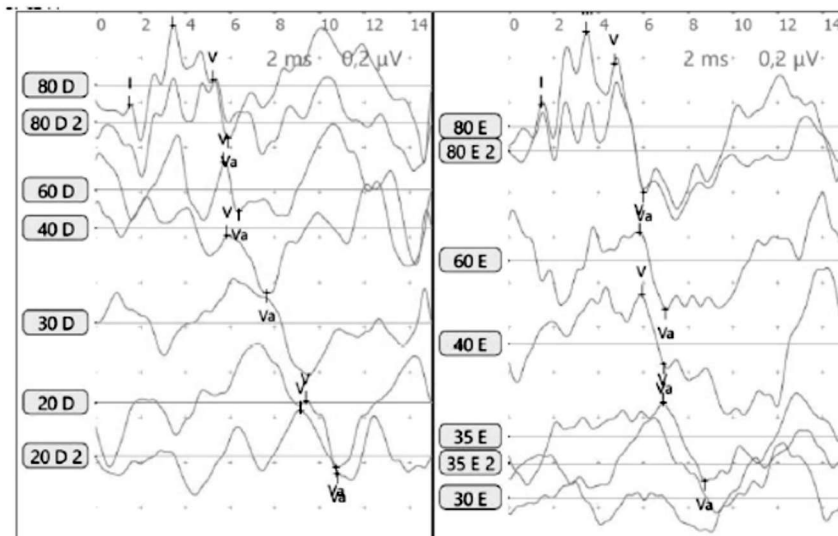 0 2 4 6 8 10 12 14
I V
2 ms 0,2 µV
80 D
80 D 2
V
Va
60 D
V
40 D
Va
30 D
Va
V
V
20 D
20 D 2
Va
Va
0 2 4 6 8 10 12 14
I V
2 ms 0,2 µV
80 E
80 E 2
V
Va
60 E
V
Va
40 E
V
Va
35 E
35 E 2
30 E
Va